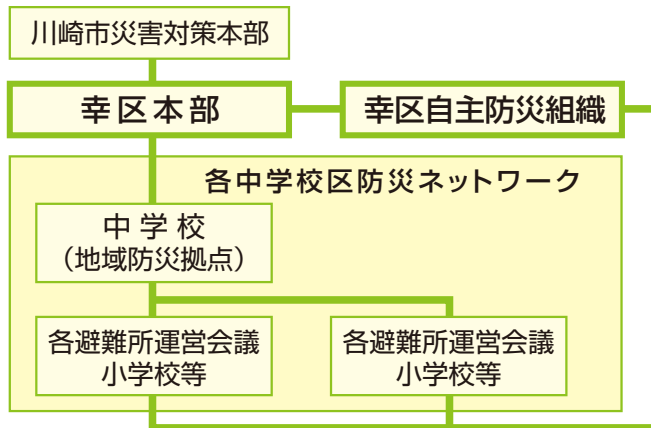 川崎市災害対策本部
幸区本部
幸区自主防災組織
各中学校区防災ネットワーク
中学校
（地域防災拠点）
各避難所運営会議
小学校等
各避難所運営会議
小学校等